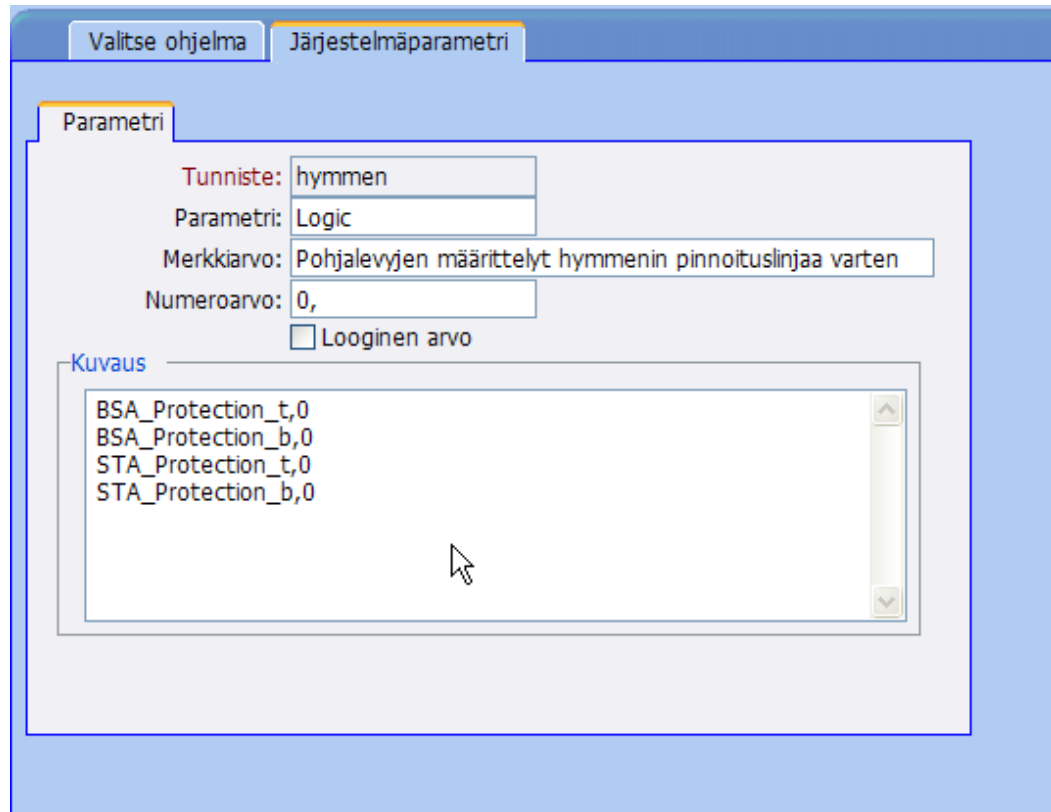 Valitse ohjelma Järjestelmäparametri
Parametri
Tunniste: hymmen
Parametri: Logic
Merkkiarvo: Pohjalevyjen määrittelyt hymmenin pinnoituslinjaa varten
Numeroarvo: 0,
Looginen arvo
Kuvaus
BSA_Protection_t,0
BSA_Protection_b,0
STA_Protection_t,0
STA_Protection_b,0